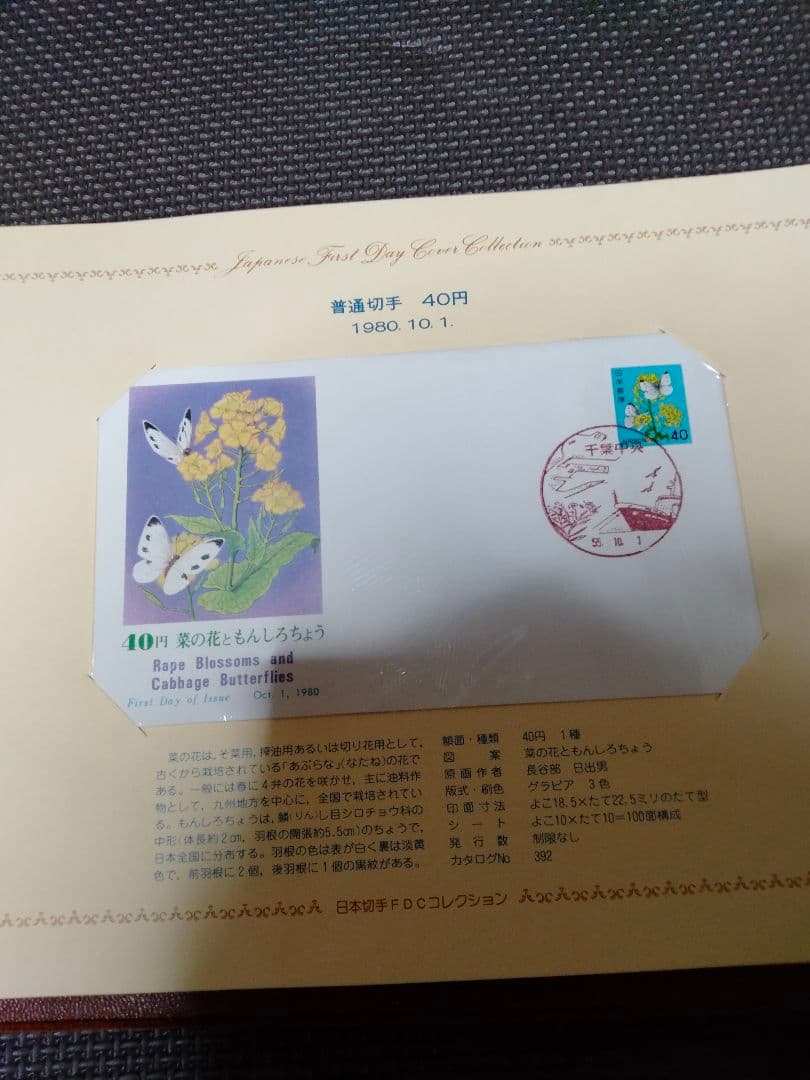 Japanese First Day Cover Collection
普通切手 40円
1980.10.1.
日本郵便
NIPPON 40
千葉中央
55.10.1
40円 菜の花ともんしろちょう
Rape Blossoms and
Cabbage Butterflies
First Day of Issue Oct. 1, 1980
菜の花は,そ菜用,搾油用あるいは切り花用として,
古くから栽培されている「あぶらな」(なたね)の花で
ある。一般には春に4弁の花を咲かせ,主に油料作
物として,九州地方を中心に,全国で栽培されてい
る。もんしろちょうは,鱗(りん)し目シロチョウ科の
中形(体長約2cm,羽根の開張約5.5cm)のちょうで,
日本全国に分布する。羽根の色は表が白く裏は淡黄
色で,前羽根に2個,後羽根に1個の黒紋がある。
額面・種類 40円 1種
図案 菜の花ともんしろちょう
原画作者 長谷部 日出男
版式・刷色 グラビア 3色
印面寸法 よこ18.5×たて22.5ミリのたて型
シート よこ10×たて10=100面構成
発行数 制限なし
カタログNo 392
日本切手FDCコレクション